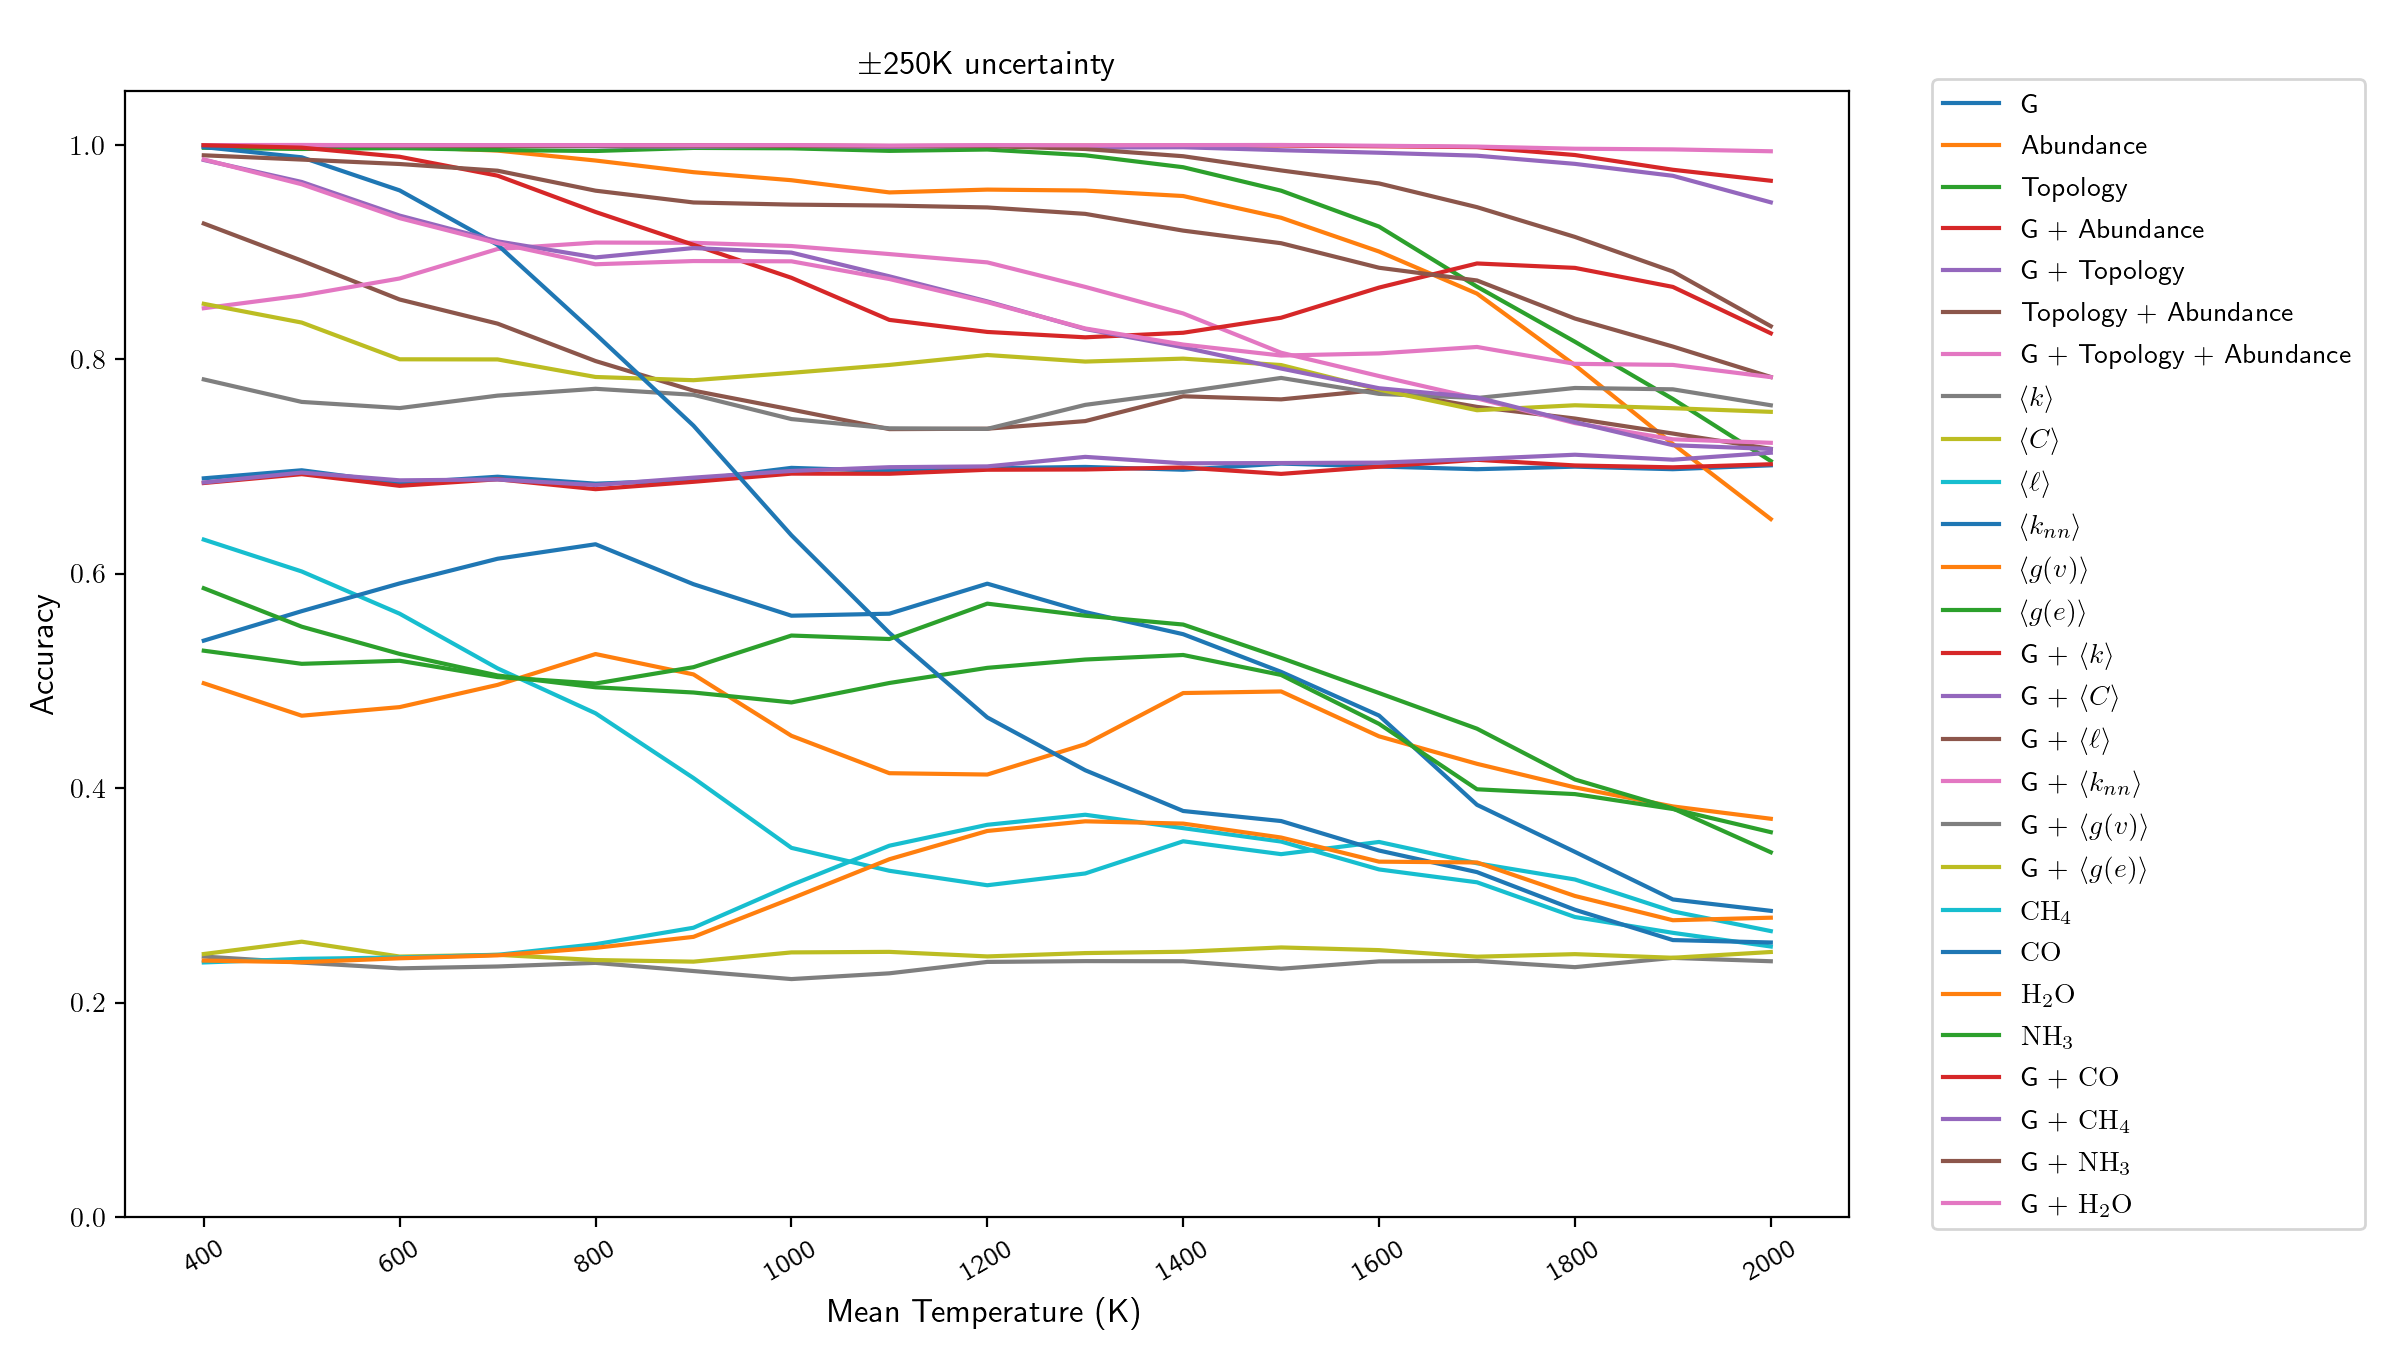 ±250K uncertainty
1.0
0.8
0.6
0.4
0.2
0.0
Accuracy
400
600
800
1000
1200
1400
1600
1800
2000
Mean Temperature (K)
G
Abundance
Topology
G + Abundance
G + Topology
Topology + Abundance
G + Topology + Abundance
⟨k⟩
⟨C⟩
⟨ℓ⟩
⟨kₙₙ⟩
⟨g(v)⟩
⟨g(e)⟩
G + ⟨k⟩
G + ⟨C⟩
G + ⟨ℓ⟩
G + ⟨kₙₙ⟩
G + ⟨g(v)⟩
G + ⟨g(e)⟩
CH₄
CO
H₂O
NH₃
G + CO
G + CH₄
G + NH₃
G + H₂O